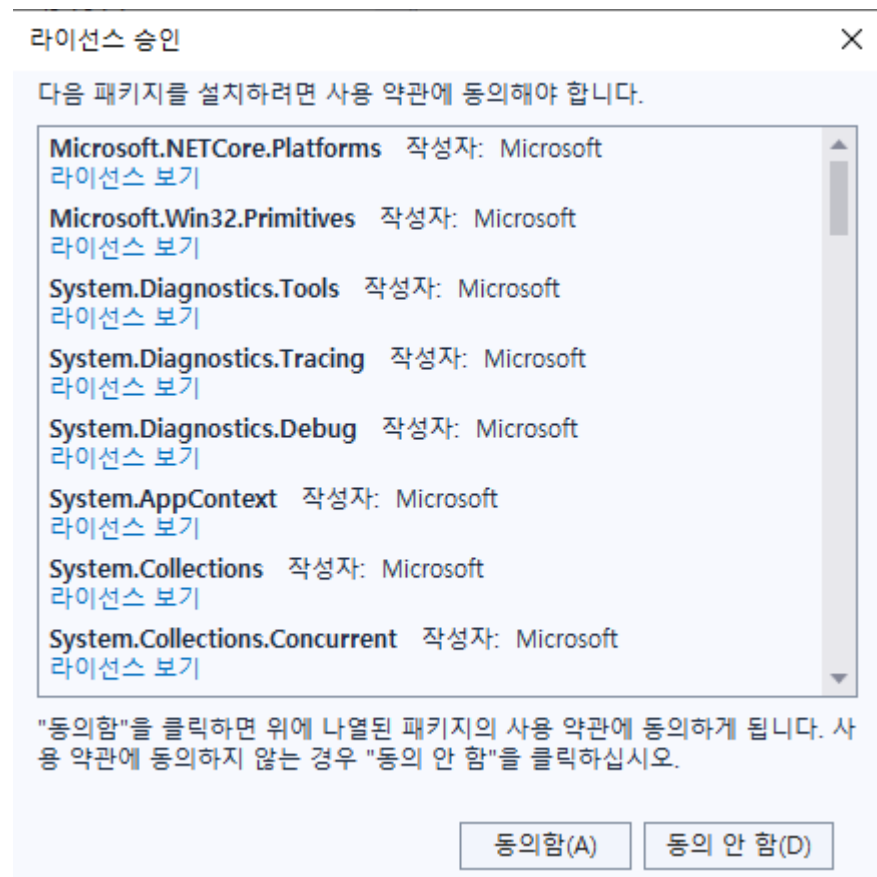 라이선스 승인
다음 패키지를 설치하려면 사용 약관에 동의해야 합니다.
Microsoft.NETCore.Platforms 작성자: Microsoft
라이선스 보기
Microsoft.Win32.Primitives 작성자: Microsoft
라이선스 보기
System.Diagnostics.Tools 작성자: Microsoft
라이선스 보기
System.Diagnostics.Tracing 작성자: Microsoft
라이선스 보기
System.Diagnostics.Debug 작성자: Microsoft
라이선스 보기
System.AppContext 작성자: Microsoft
라이선스 보기
System.Collections 작성자: Microsoft
라이선스 보기
System.Collections.Concurrent 작성자: Microsoft
라이선스 보기
"동의함"을 클릭하면 위에 나열된 패키지의 사용 약관에 동의하게 됩니다. 사
용 약관에 동의하지 않는 경우 "동의 안 함"을 클릭하십시오.
동의함(A) 동의 안 함(D)